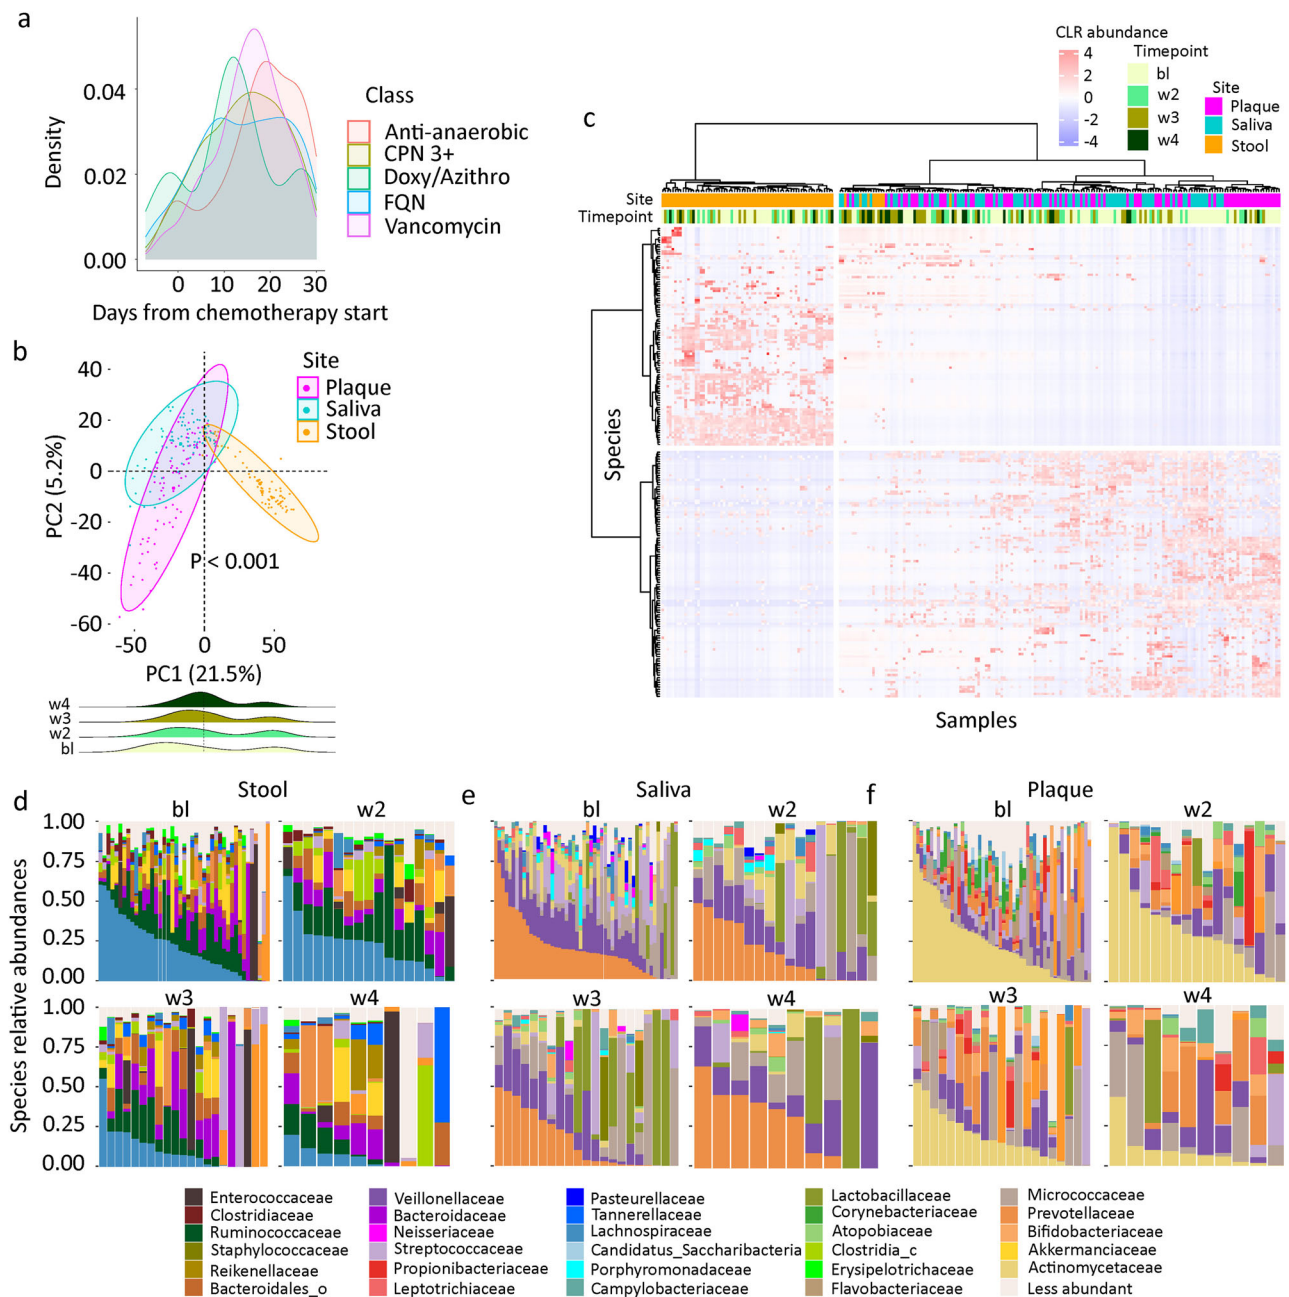 a
0.04
0.02
0.00
Density
0
10
20
30
Days from chemotherapy start
Class
Anti-anaerobic
CPN 3+
Doxy/Azithro
FQN
Vancomycin
b
Site
Plaque
Saliva
Stool
40
20
0
-20
-40
-60
PC2 (5.2%)
P < 0.001
-50
0
50
PC1 (21.5%)
w4
w3
w2
bl
c
CLR abundance
4
2
0
-2
-4
Timepoint
bl
w2
w3
w4
Site
Plaque
Saliva
Stool
Site
Timepoint
Species
Samples
d
Stool
bl
w2
1.00
0.75
0.50
0.25
0.00
w3
w4
1.00
0.75
0.50
0.25
0.00
Species relative abundances
e
Saliva
bl
w2
w3
w4
f
Plaque
bl
w2
w3
w4
Enterococcaceae
Clostridiaceae
Ruminococcaceae
Staphylococcaceae
Reikenellaceae
Bacteroidales_o
Veillonellaceae
Bacteroidaceae
Neisseriaceae
Streptococcaceae
Propionibacteriaceae
Leptotrichiaceae
Pasteurellaceae
Tannerellaceae
Lachnospiraceae
Candidatus_Saccharibacteria
Porphyromonadaceae
Campylobacteriaceae
Lactobacillaceae
Corynebacteriaceae
Atopobiaceae
Clostridia_c
Erysipelotrichaceae
Flavobacteriaceae
Micrococcaceae
Prevotellaceae
Bifidobacteriaceae
Akkermanciaceae
Actinomycetaceae
Less abundant